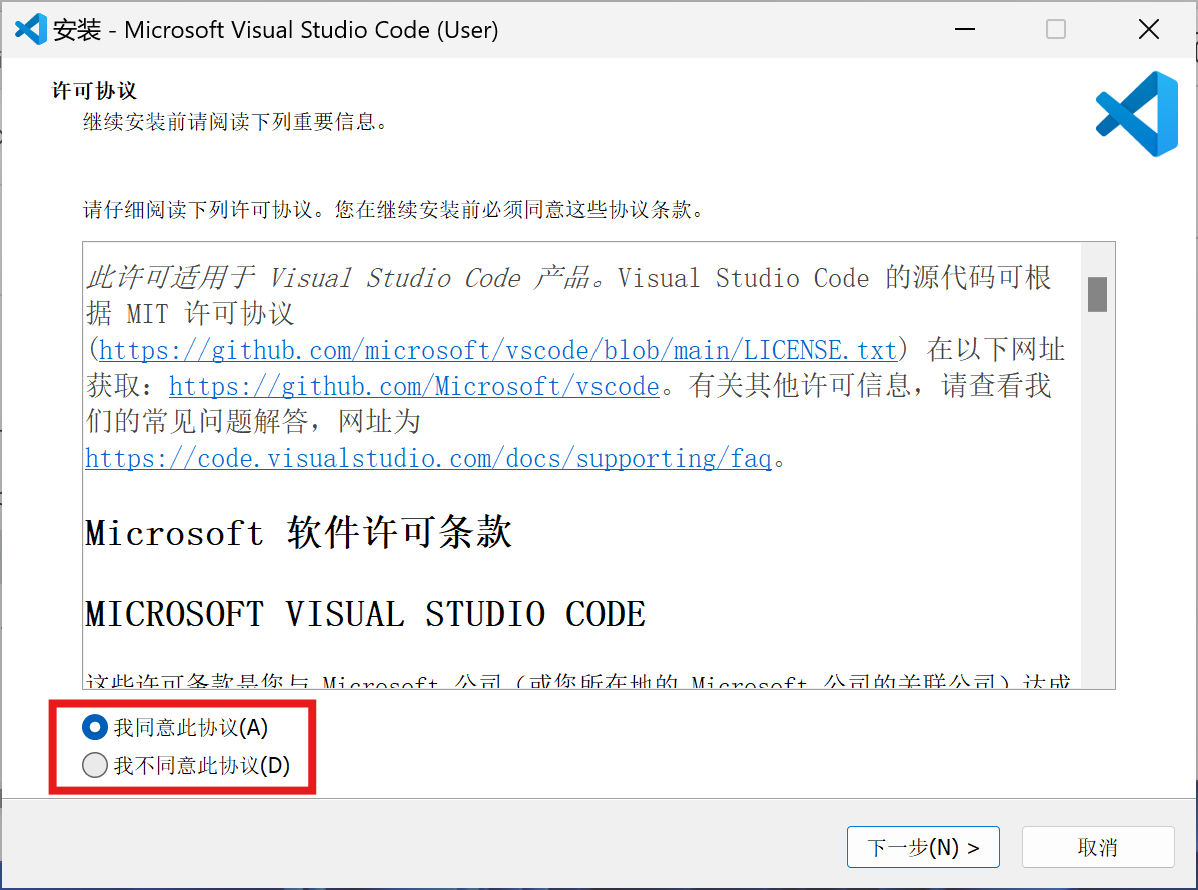 安装 - Microsoft Visual Studio Code (User)
许可协议
继续安装前请阅读下列重要信息。
请仔细阅读下列许可协议。您在继续安装前必须同意这些协议条款。
此许可适用于 Visual Studio Code 产品。Visual Studio Code 的源代码可根
据 MIT 许可协议
(https://github.com/microsoft/vscode/blob/main/LICENSE.txt) 在以下网址
获取：https://github.com/Microsoft/vscode。有关其他许可信息，请查看我
们的常见问题解答，网址为
https://code.visualstudio.com/docs/supporting/faq。
Microsoft 软件许可条款
MICROSOFT VISUAL STUDIO CODE
这些许可条款是您与 Microsoft 公司（或您所在地的 Microsoft 公司的关联公司）达成
我同意此协议(A)
我不同意此协议(D)
下一步(N) >
取消